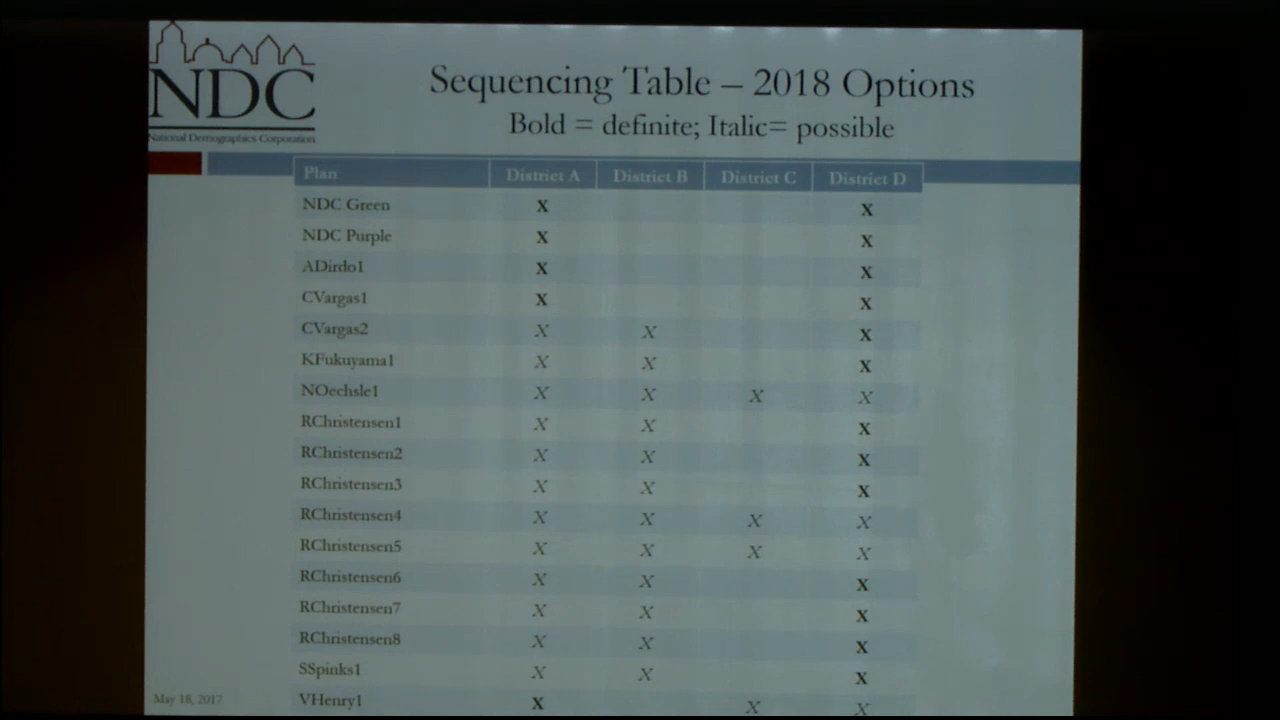 NDC
National Demographics Corporation
Sequencing Table – 2018 Options
Bold = definite; Italic= possible
Plan District A District B District C District D
NDC Green X X
NDC Purple X X
ADirdo1 X X
CVargas1 X X
CVargas2 X X X
KFukuyama1 X X X
NOechsle1 X X X X
RChristensen1 X X X
RChristensen2 X X X
RChristensen3 X X X
RChristensen4 X X X X
RChristensen5 X X X X
RChristensen6 X X X
RChristensen7 X X X
RChristensen8 X X X
SSpinks1 X X X
VHenry1 X X X
May 18, 2017